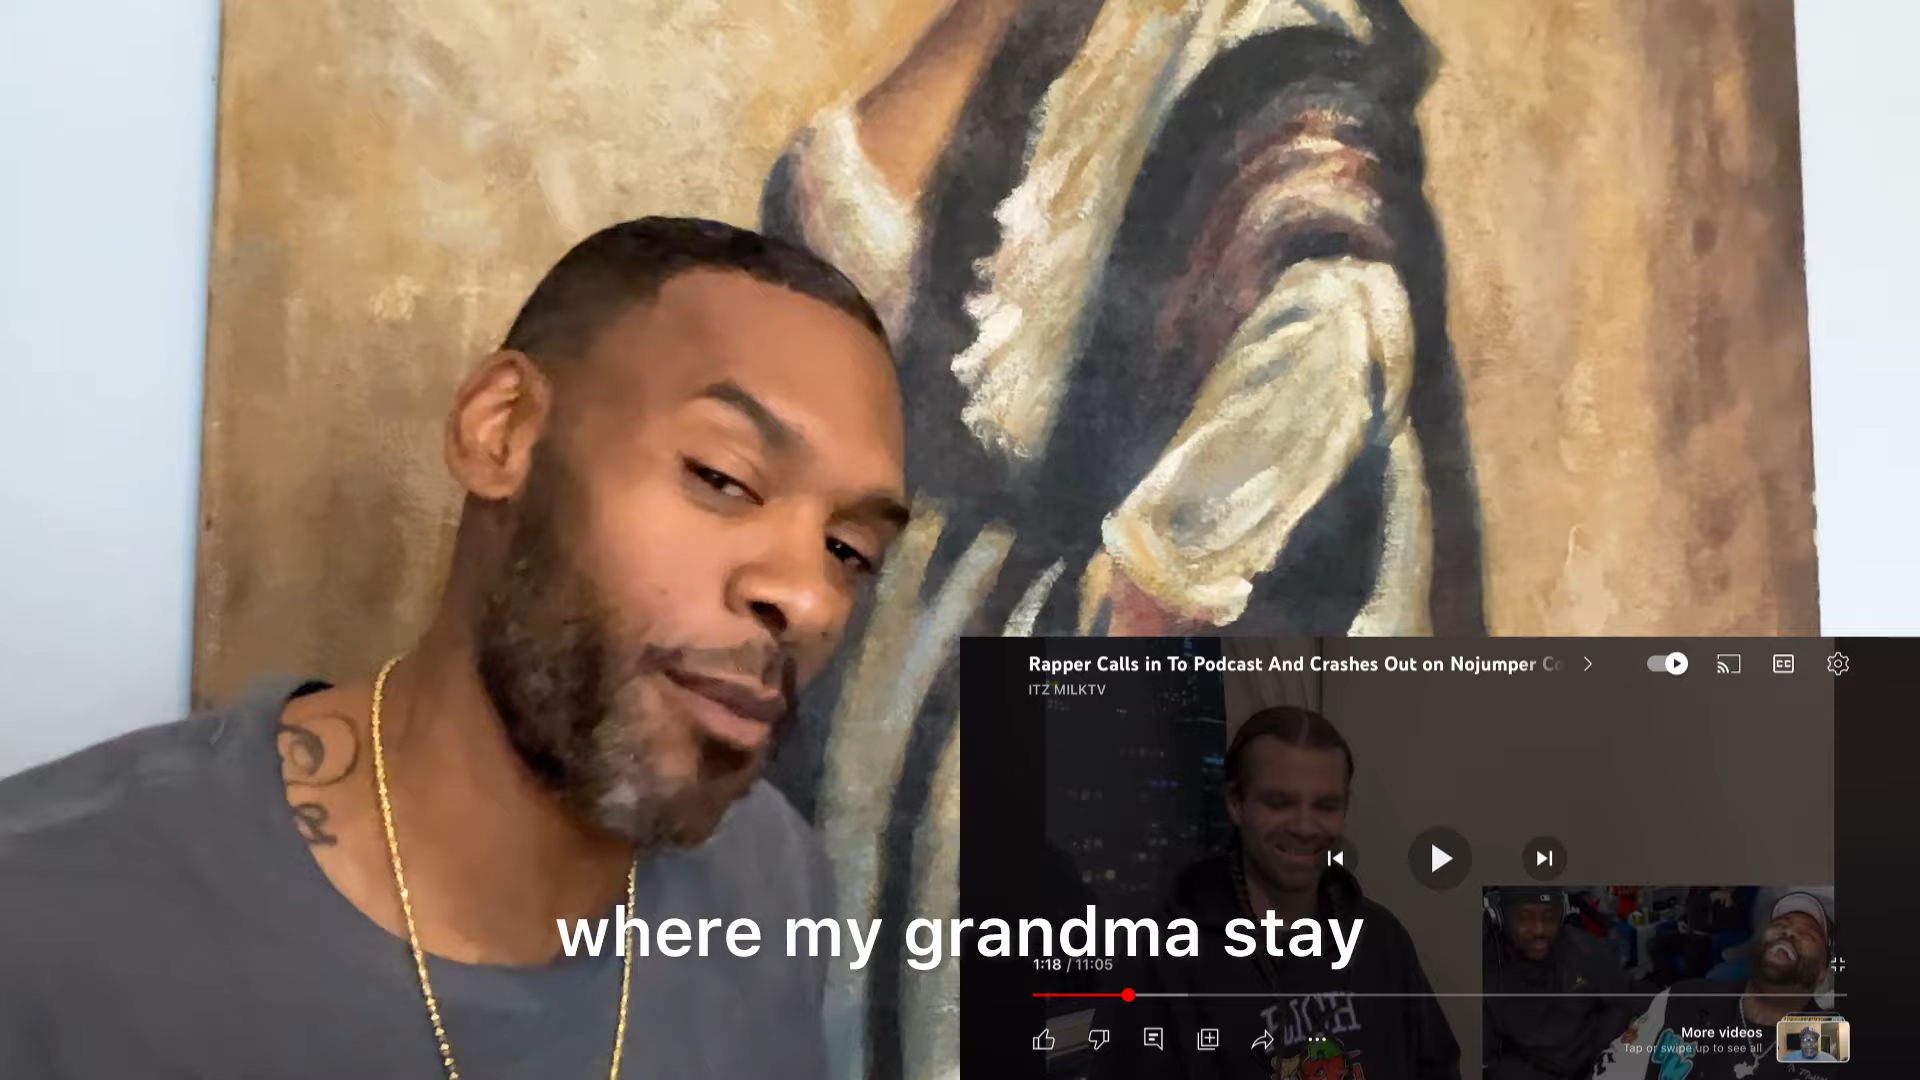 Rapper Calls in To Podcast And Crashes Out on Nojumper
ITZ MILKTV
CC
where my grandma stay
1:18 / 11:05
More videos
Tap or swipe up to see all